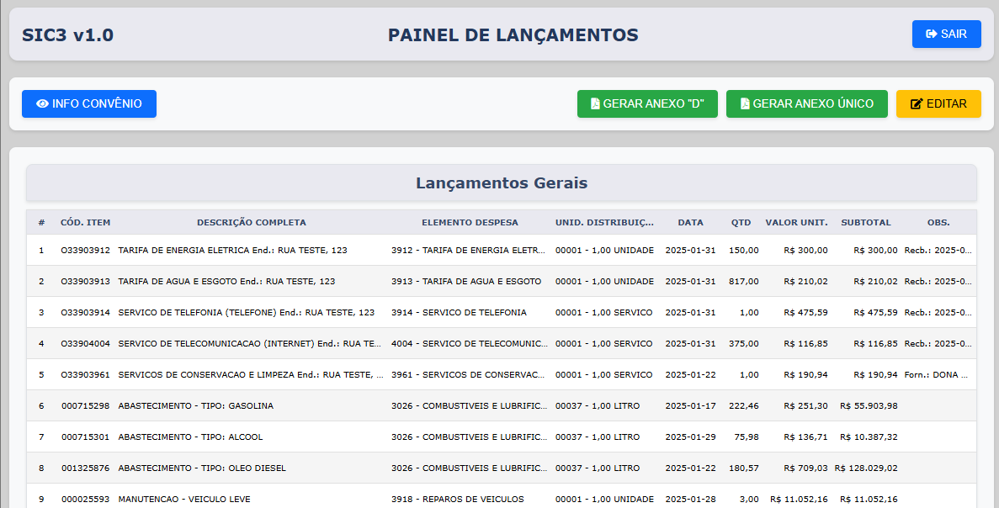 SIC3 v1.0 PAINEL DE LANÇAMENTOS SAIR
INFO CONVÊNIO GERAR ANEXO "D" GERAR ANEXO ÚNICO EDITAR
Lançamentos Gerais
# CÓD. ITEM DESCRIÇÃO COMPLETA ELEMENTO DESPESA UNID. DISTRIBUIÇ... DATA QTD VALOR UNIT. SUBTOTAL OBS.
1 O33903912 TARIFA DE ENERGIA ELETRICA End.: RUA TESTE, 123 3912 - TARIFA DE ENERGIA ELETR... 00001 - 1,00 UNIDADE 2025-01-31 150,00 R$ 300,00 R$ 300,00 Recb.: 2025-0...
2 O33903913 TARIFA DE AGUA E ESGOTO End.: RUA TESTE, 123 3913 - TARIFA DE AGUA E ESGOTO 00001 - 1,00 UNIDADE 2025-01-31 817,00 R$ 210,02 R$ 210,02 Recb.: 2025-0...
3 O33903914 SERVICO DE TELEFONIA (TELEFONE) End.: RUA TESTE, 123 3914 - SERVICO DE TELEFONIA 00001 - 1,00 SERVICO 2025-01-31 1,00 R$ 475,59 R$ 475,59 Recb.: 2025-0...
4 O33904004 SERVICO DE TELECOMUNICACAO (INTERNET) End.: RUA TE... 4004 - SERVICO DE TELECOMUNIC... 00001 - 1,00 SERVICO 2025-01-31 375,00 R$ 116,85 R$ 116,85 Recb.: 2025-0...
5 O33903961 SERVICOS DE CONSERVACAO E LIMPEZA End.: RUA TESTE, ... 3961 - SERVICOS DE CONSERVAC... 00001 - 1,00 SERVICO 2025-01-22 1,00 R$ 190,94 R$ 190,94 Forn.: DONA ...
6 000715298 ABASTECIMENTO - TIPO: GASOLINA 3026 - COMBUSTIVEIS E LUBRIFIC... 00037 - 1,00 LITRO 2025-01-17 222,46 R$ 251,30 R$ 55.903,98
7 000715301 ABASTECIMENTO - TIPO: ALCOOL 3026 - COMBUSTIVEIS E LUBRIFIC... 00037 - 1,00 LITRO 2025-01-29 75,98 R$ 136,71 R$ 10.387,32
8 001325876 ABASTECIMENTO - TIPO: OLEO DIESEL 3026 - COMBUSTIVEIS E LUBRIFIC... 00037 - 1,00 LITRO 2025-01-22 180,57 R$ 709,03 R$ 128.029,02
9 000025593 MANUTENCAO - VEICULO LEVE 3918 - REPAROS DE VEICULOS 00001 - 1,00 UNIDADE 2025-01-28 3,00 R$ 11.052,16 R$ 11.052,16